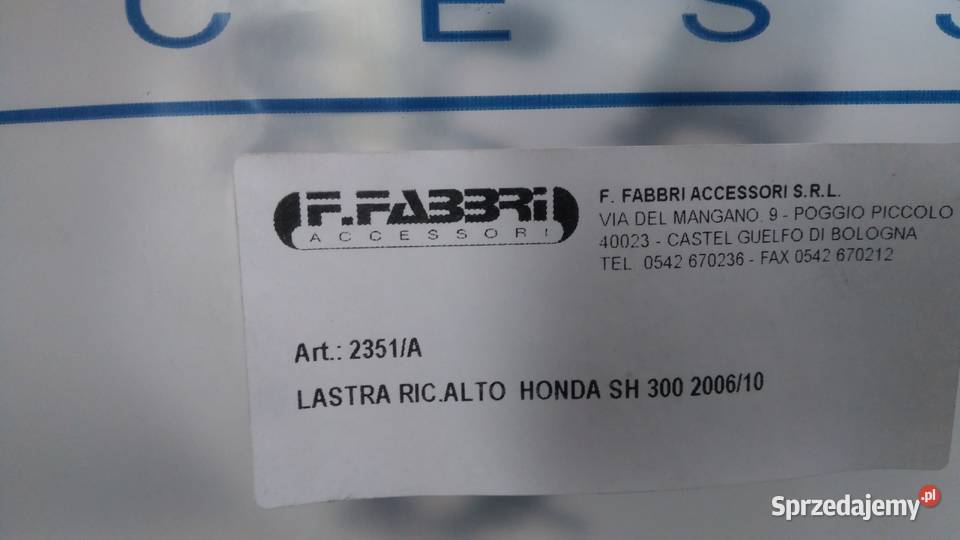 C E S S
F.FABBRI
ACCESSORI
F. FABBRI ACCESSORI S.R.L.
VIA DEL MANGANO, 9 - POGGIO PICCOLO
40023 - CASTEL GUELFO DI BOLOGNA
TEL 0542 670236 - FAX 0542 670212
Art.: 2351/A
LASTRA RIC.ALTO HONDA SH 300 2006/10
Sprzedajemy.pl